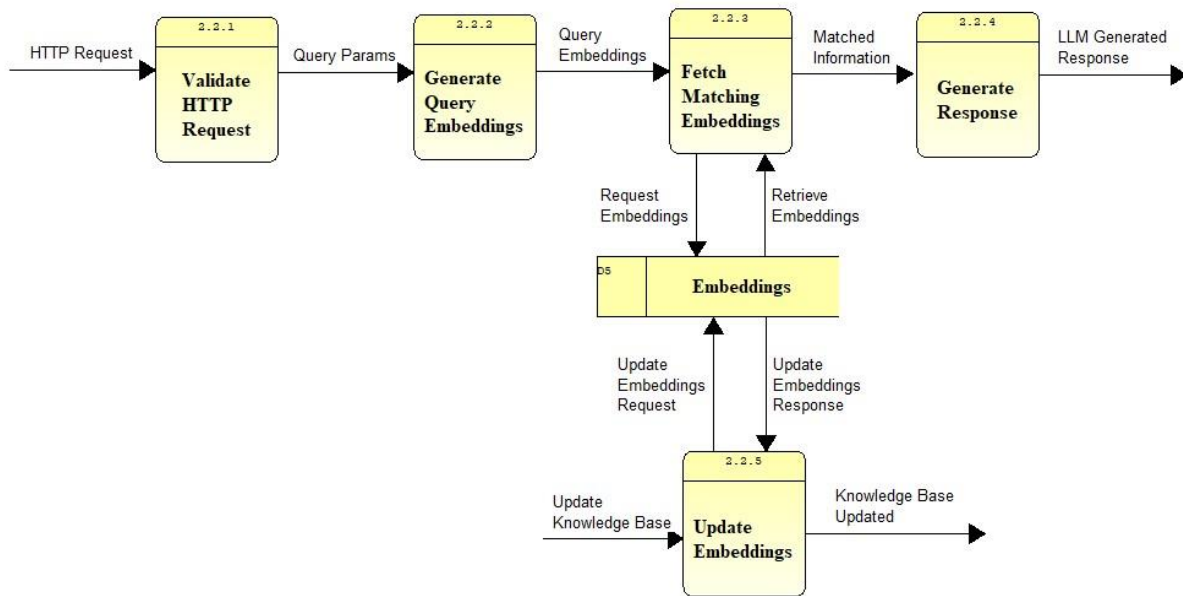 2.2.1
2.2.2
2.2.3
2.2.4
HTTP Request
Validate
HTTP
Request
Query Params
Generate
Query
Embeddings
Query
Embeddings
Fetch
Matching
Embeddings
Matched
Information
Generate
Response
LLM Generated
Response
Request
Embeddings
Retrieve
Embeddings
D5
Embeddings
Update
Embeddings
Request
Update
Embeddings
Response
2.2.5
Update
Knowledge Base
Update
Embeddings
Knowledge Base
Updated